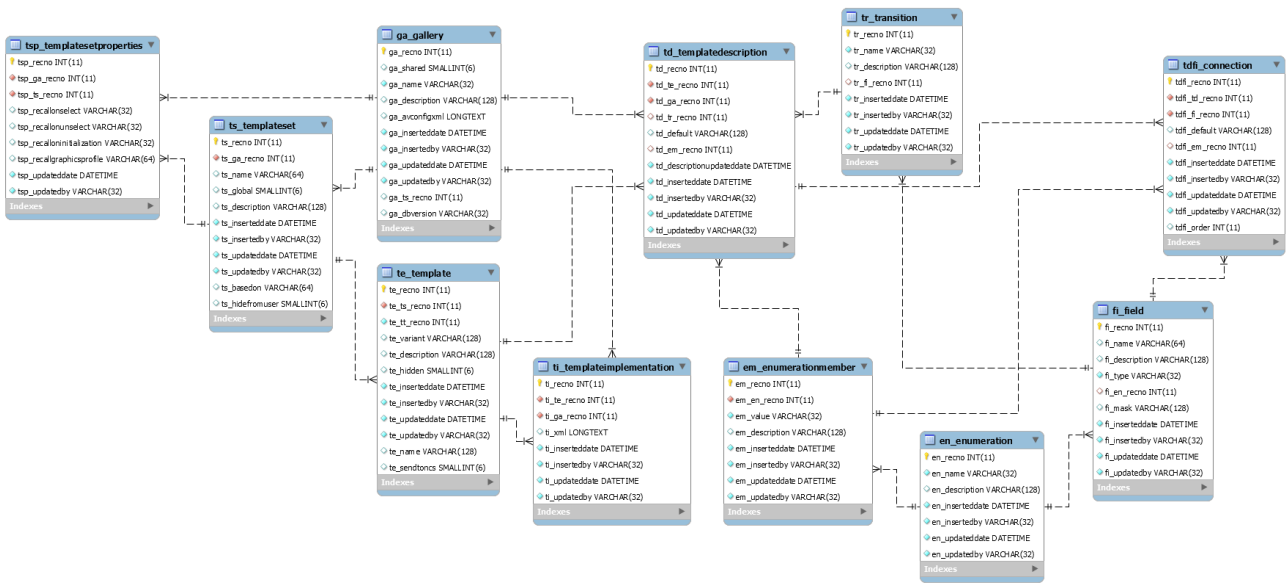 tsp_templatesetproperties
tsp_recno INT(11)
tsp_ga_recno INT(11)
tsp_ts_recno INT(11)
tsp_recallonselect VARCHAR(32)
tsp_recallonunselect VARCHAR(32)
tsp_recalloninitialization VARCHAR(32)
tsp_recallgraphicsprofile VARCHAR(64)
tsp_updateddate DATETIME
tsp_updatedby VARCHAR(32)
Indexes
ts_templateset
ts_recno INT(11)
ts_ga_recno INT(11)
ts_name VARCHAR(64)
ts_global SMALLINT(6)
ts_description VARCHAR(128)
ts_inserteddate DATETIME
ts_insertedby VARCHAR(32)
ts_updateddate DATETIME
ts_updatedby VARCHAR(32)
ts_basedon VARCHAR(64)
ts_hidefromuser SMALLINT(6)
Indexes
ga_gallery
ga_recno INT(11)
ga_shared SMALLINT(6)
ga_name VARCHAR(32)
ga_description VARCHAR(128)
ga_avconfigxml LONGTEXT
ga_inserteddate DATETIME
ga_insertedby VARCHAR(32)
ga_updateddate DATETIME
ga_updatedby VARCHAR(32)
ga_ts_recno INT(11)
ga_dbversion VARCHAR(32)
Indexes
te_template
te_recno INT(11)
te_ts_recno INT(11)
te_tt_recno INT(11)
te_variant VARCHAR(128)
te_description VARCHAR(128)
te_hidden SMALLINT(6)
te_inserteddate DATETIME
te_insertedby VARCHAR(32)
te_updateddate DATETIME
te_updatedby VARCHAR(32)
te_name VARCHAR(128)
te_sendtoncs SMALLINT(6)
Indexes
ti_templateimplementation
ti_recno INT(11)
ti_te_recno INT(11)
ti_ga_recno INT(11)
ti_xml LONGTEXT
ti_inserteddate DATETIME
ti_insertedby VARCHAR(32)
ti_updateddate DATETIME
ti_updatedby VARCHAR(32)
Indexes
td_templatedescription
td_recno INT(11)
td_te_recno INT(11)
td_ga_recno INT(11)
td_tr_recno INT(11)
td_default VARCHAR(128)
td_em_recno INT(11)
td_descriptionupdateddate DATETIME
td_inserteddate DATETIME
td_insertedby VARCHAR(32)
td_updateddate DATETIME
td_updatedby VARCHAR(32)
Indexes
tr_transition
tr_recno INT(11)
tr_name VARCHAR(32)
tr_description VARCHAR(128)
tr_fi_recno INT(11)
tr_inserteddate DATETIME
tr_insertedby VARCHAR(32)
tr_updateddate DATETIME
tr_updatedby VARCHAR(32)
Indexes
em_enumerationmember
em_recno INT(11)
em_en_recno INT(11)
em_value VARCHAR(32)
em_description VARCHAR(128)
em_inserteddate DATETIME
em_insertedby VARCHAR(32)
em_updateddate DATETIME
em_updatedby VARCHAR(32)
Indexes
en_enumeration
en_recno INT(11)
en_name VARCHAR(32)
en_description VARCHAR(128)
en_inserteddate DATETIME
en_insertedby VARCHAR(32)
en_updateddate DATETIME
en_updatedby VARCHAR(32)
Indexes
tdfi_connection
tdfi_recno INT(11)
tdfi_td_recno INT(11)
tdfi_fi_recno INT(11)
tdfi_default VARCHAR(128)
tdfi_em_recno INT(11)
tdfi_inserteddate DATETIME
tdfi_insertedby VARCHAR(32)
tdfi_updateddate DATETIME
tdfi_updatedby VARCHAR(32)
tdfi_order INT(11)
Indexes
fi_field
fi_recno INT(11)
fi_name VARCHAR(64)
fi_description VARCHAR(128)
fi_type VARCHAR(32)
fi_en_recno INT(11)
fi_mask VARCHAR(128)
fi_inserteddate DATETIME
fi_insertedby VARCHAR(32)
fi_updateddate DATETIME
fi_updatedby VARCHAR(32)
Indexes